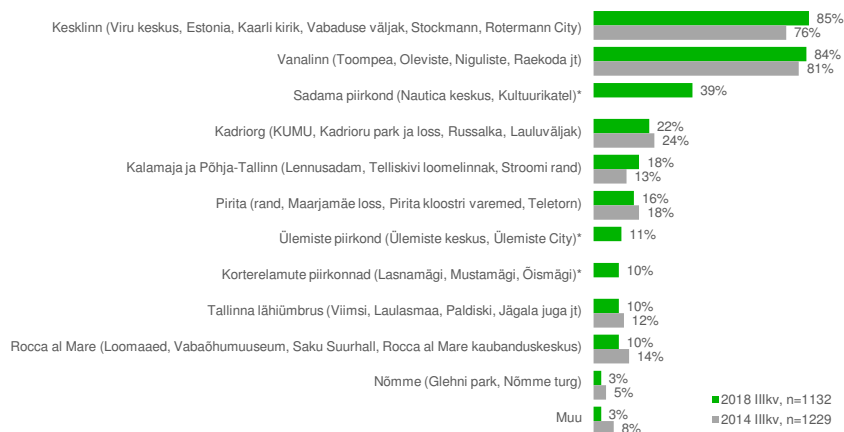 Kesklinn (Viru keskus, Estonia, Kaarli kirik, Vabaduse väljak, Stockmann, Rotermann City) 85%
76%
Vanalinn (Toompea, Oleviste, Niguliste, Raekoda jt) 84%
81%
Sadama piirkond (Nautica keskus, Kultuurikatel)* 39%
Kadriorg (KUMU, Kadrioru park ja loss, Russalka, Lauluväljak) 22%
24%
Kalamaja ja Põhja-Tallinn (Lennusadam, Telliskivi loomelinnak, Stroomi rand) 18%
13%
Pirita (rand, Maarjamäe loss, Pirita kloostri varemed, Teletorn) 16%
18%
Ülemiste piirkond (Ülemiste keskus, Ülemiste City)* 11%
Korterelamute piirkonnad (Lasnamägi, Mustamägi, Õismägi)* 10%
Tallinna lähiümbrus (Viimsi, Laulasmaa, Paldiski, Jägala juga jt) 10%
12%
Rocca al Mare (Loomaaed, Vabaõhumuuseum, Saku Suurhall, Rocca al Mare kaubanduskeskus) 10%
14%
Nõmme (Glehni park, Nõmme turg) 3%
5%
Muu 3%
8%
2018 IIIkv, n=1132
2014 IIIkv, n=1229